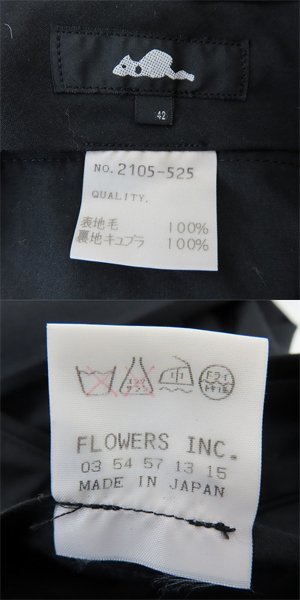 42
NO.2105-525
QUALITY.
表地毛 100%
裏地キュプラ 100%
FLOWERS INC.
03 54 57 13 15
MADE IN JAPAN